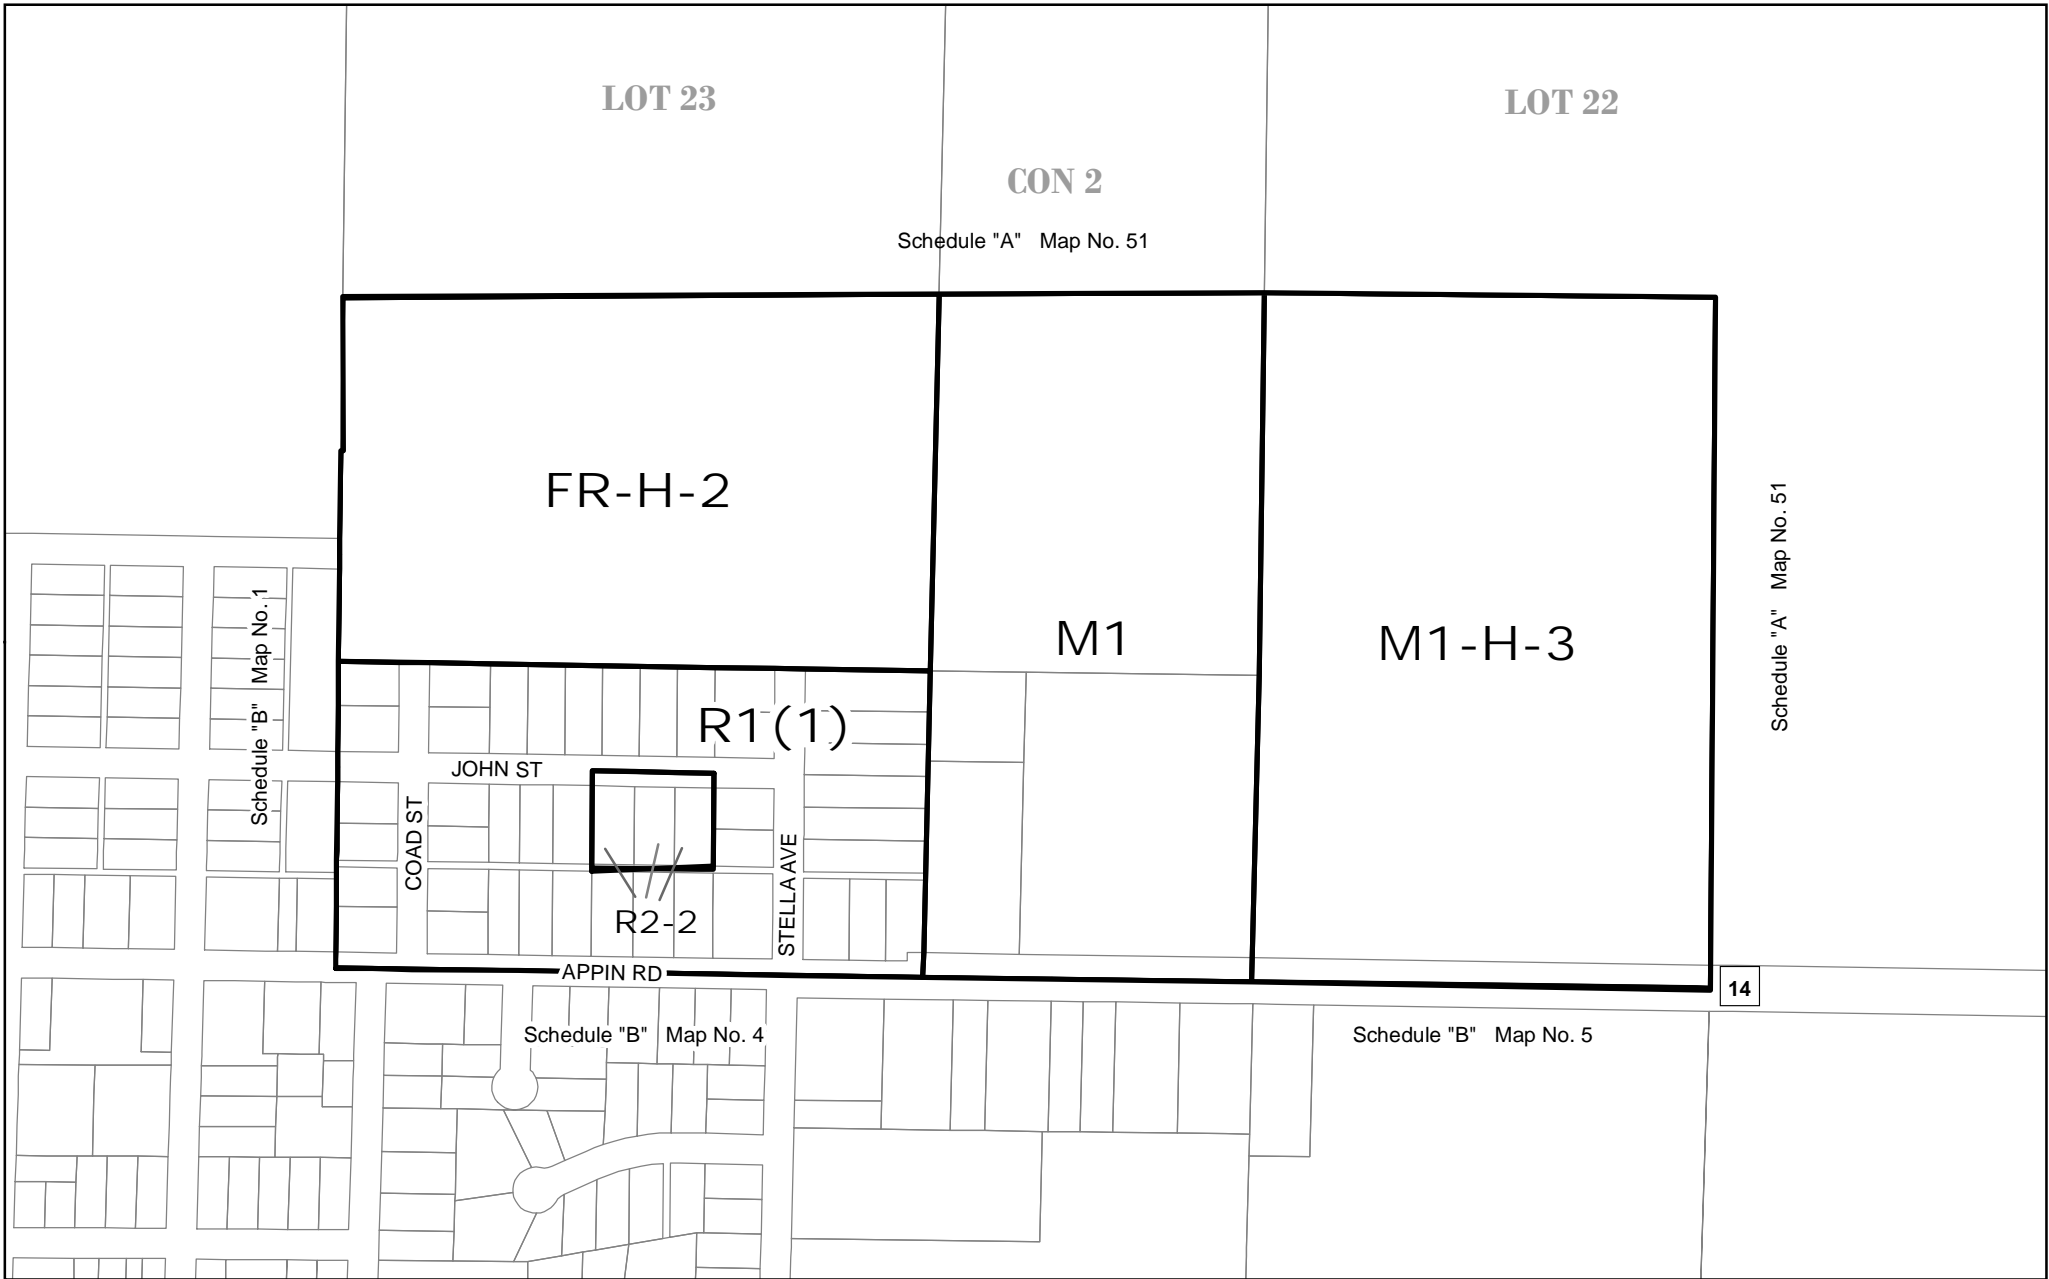 LOT 23
LOT 22
CON 2
Schedule "A" Map No. 51
FR-H-2
Schedule "A" Map No. 51
M1
M1-H-3
Schedule "B" Map No. 1
R1(1)
JOHN ST
COAD ST
STELLA AVE
R2-2
APPIN RD
14
Schedule "B" Map No. 4
Schedule "B" Map No. 5